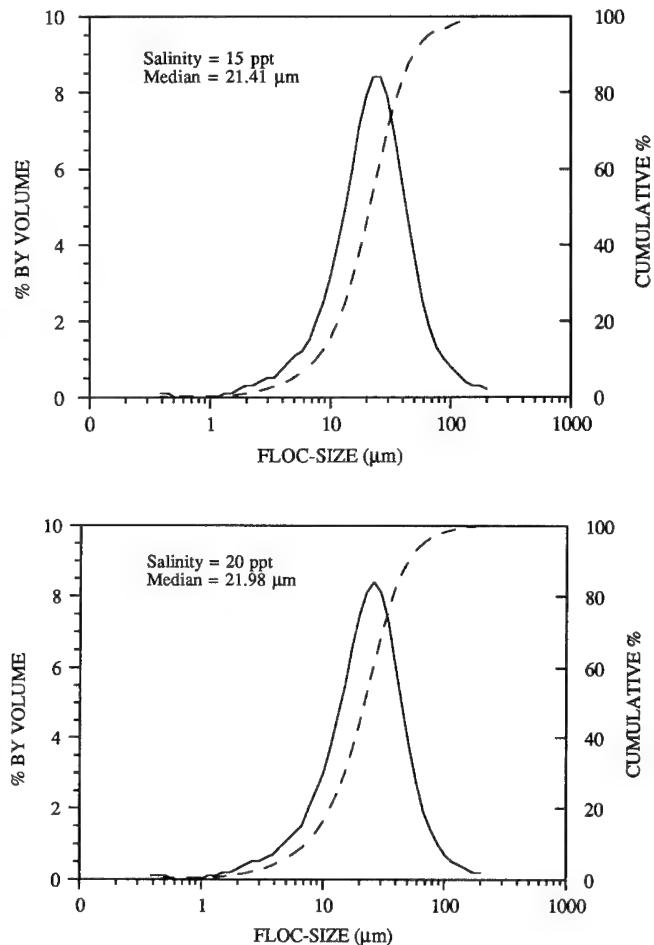 Salinity = 15 ppt
Median = 21.41 µm
% BY VOLUME
10
8
6
4
2
0
CUMULATIVE %
100
80
60
40
20
0
0 1 10 100 1000
FLOC-SIZE (µm)
Salinity = 20 ppt
Median = 21.98 µm
% BY VOLUME
10
8
6
4
2
0
CUMULATIVE %
100
80
60
40
20
0
0 1 10 100 1000
FLOC-SIZE (µm)